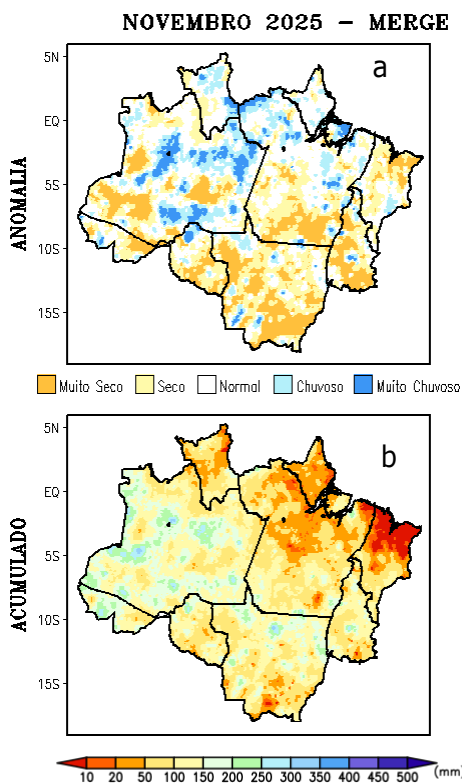 NOVEMBRO 2025 – MERGE
a
5N
EQ
5S
10S
15S
ANOMALIA
Muito Seco Seco Normal Chuvoso Muito Chuvoso
b
5N
EQ
5S
10S
15S
ACUMULADO
10 20 50 100 150 200 250 300 350 400 450 500 (mm)